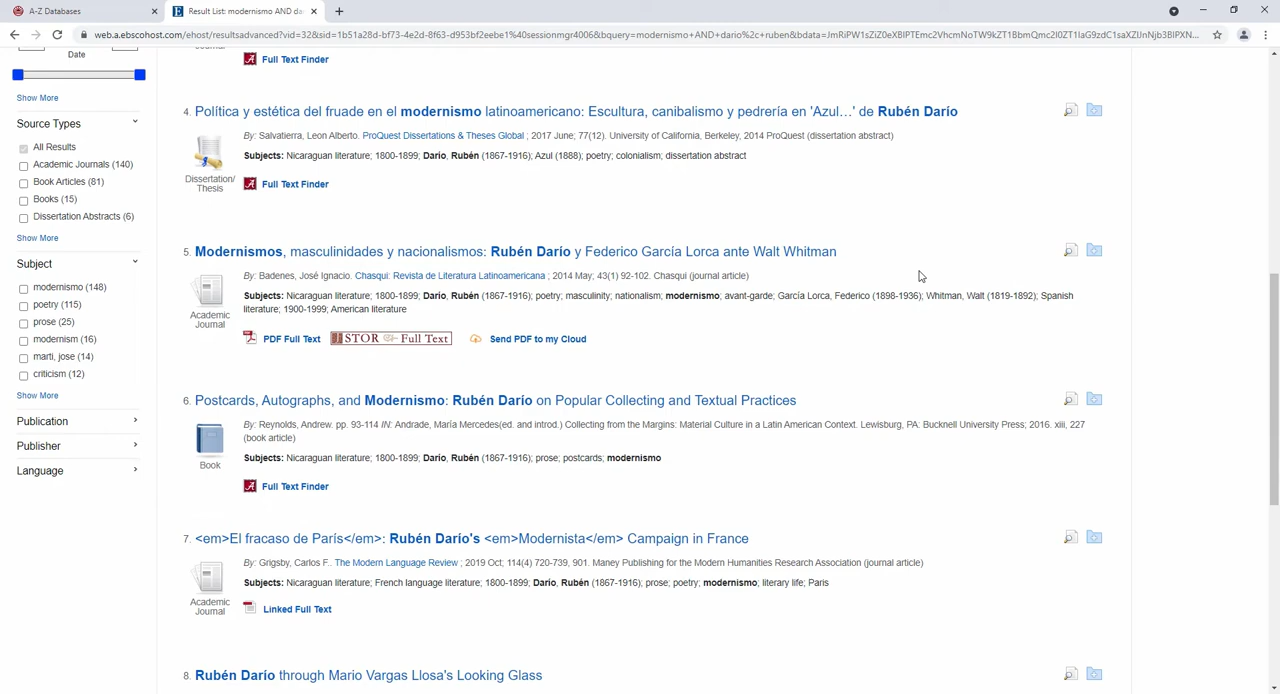 A-Z Databases
Result List: modernismo AND da
web.a.ebscohost.com/ehost/resultsadvanced?vid=32&sid=1b51a28d-bf73-4e2d-8f63-d953bf2eebe1%40sessionmgr4006&bquery=modernismo+AND+dario%2c+ruben&bdata=
Date
Show More
Source Types
All Results
Academic Journals (140)
Book Articles (81)
Books (15)
Dissertation Abstracts (6)
Show More
Subject
modernismo (148)
poetry (115)
prose (25)
modernism (16)
marti, jose (14)
criticism (12)
Show More
Publication
Publisher
Language
Journal
Full Text Finder
4. Política y estética del fruade en el modernismo latinoamericano: Escultura, canibalismo y pedrería en 'Azul…' de Rubén Darío
By: Salvatierra, Leon Alberto. ProQuest Dissertations & Theses Global ; 2017 June; 77(12). University of California, Berkeley, 2014 ProQuest (dissertation abstract)
Subjects: Nicaraguan literature; 1800-1899; Darío, Rubén (1867-1916); Azul (1888); poetry; colonialism; dissertation abstract
Dissertation/
Thesis
Full Text Finder
5. Modernismos, masculinidades y nacionalismos: Rubén Darío y Federico García Lorca ante Walt Whitman
By: Badenes, José Ignacio. Chasqui: Revista de Literatura Latinoamericana ; 2014 May; 43(1) 92-102. Chasqui (journal article)
Subjects: Nicaraguan literature; 1800-1899; Darío, Rubén (1867-1916); poetry; masculinity; nationalism; modernismo; avant-garde; García Lorca, Federico (1898-1936); Whitman, Walt (1819-1892); Spanish
literature; 1900-1999; American literature
Academic
Journal
PDF Full Text JSTOR Full Text Send PDF to my Cloud
6. Postcards, Autographs, and Modernismo: Rubén Darío on Popular Collecting and Textual Practices
By: Reynolds, Andrew. pp. 93-114 IN: Andrade, María Mercedes(ed. and introd.) Collecting from the Margins: Material Culture in a Latin American Context. Lewisburg, PA: Bucknell University Press; 2016. xiii, 227
(book article)
Subjects: Nicaraguan literature; 1800-1899; Darío, Rubén (1867-1916); prose; postcards; modernismo
Book
Full Text Finder
7. <em>El fracaso de París</em>: Rubén Darío's <em>Modernista</em> Campaign in France
By: Grigsby, Carlos F.. The Modern Language Review ; 2019 Oct; 114(4) 720-739, 901. Maney Publishing for the Modern Humanities Research Association (journal article)
Subjects: Nicaraguan literature; French language literature; 1800-1899; Darío, Rubén (1867-1916); prose; poetry; modernismo; literary life; Paris
Academic
Journal
Linked Full Text
8. Rubén Darío through Mario Vargas Llosa's Looking Glass